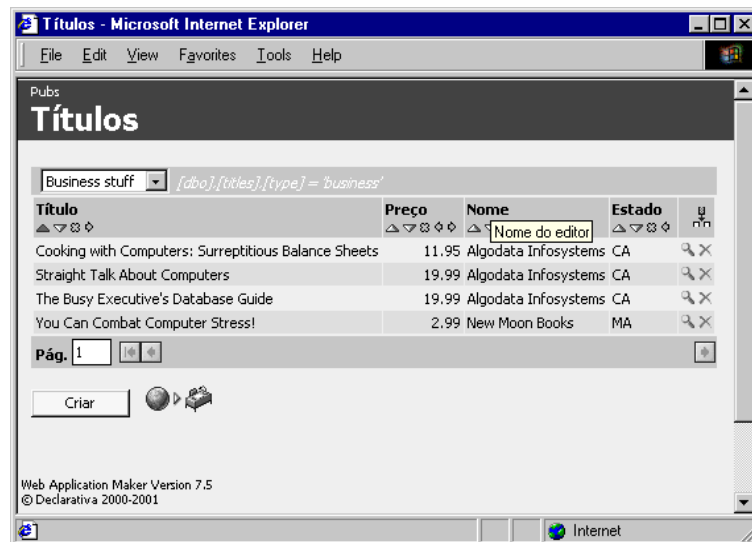 Títulos - Microsoft Internet Explorer
File Edit View Favorites Tools Help
Pubs
Títulos
Business stuff [dbo].[titles].[type] = 'business'
Título Preço Nome Estado
Nome do editor
Cooking with Computers: Surreptitious Balance Sheets 11.95 Algodata Infosystems CA
Straight Talk About Computers 19.99 Algodata Infosystems CA
The Busy Executive's Database Guide 19.99 Algodata Infosystems CA
You Can Combat Computer Stress! 2.99 New Moon Books MA
Pág. 1
Criar
Web Application Maker Version 7.5
© Declarativa 2000-2001
Internet